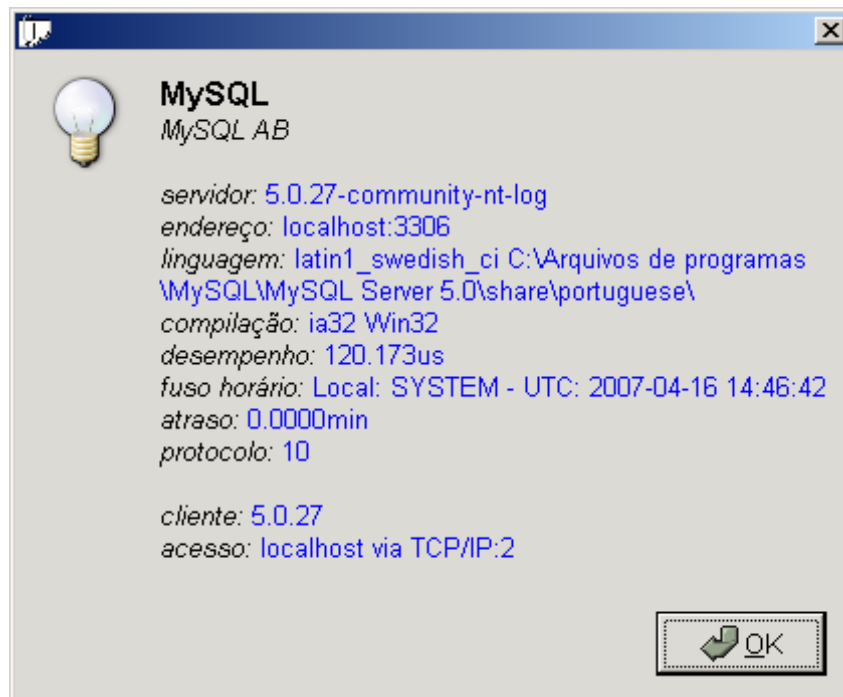 MySQL
MySQL AB
servidor: 5.0.27-community-nt-log
endereço: localhost:3306
linguagem: latin1_swedish_ci C:\Arquivos de programas
\MySQL\MySQL Server 5.0\share\portuguese\
compilação: ia32 Win32
desempenho: 120.173us
fuso horário: Local: SYSTEM - UTC: 2007-04-16 14:46:42
atraso: 0.0000min
protocolo: 10
cliente: 5.0.27
acesso: localhost via TCP/IP:2
OK